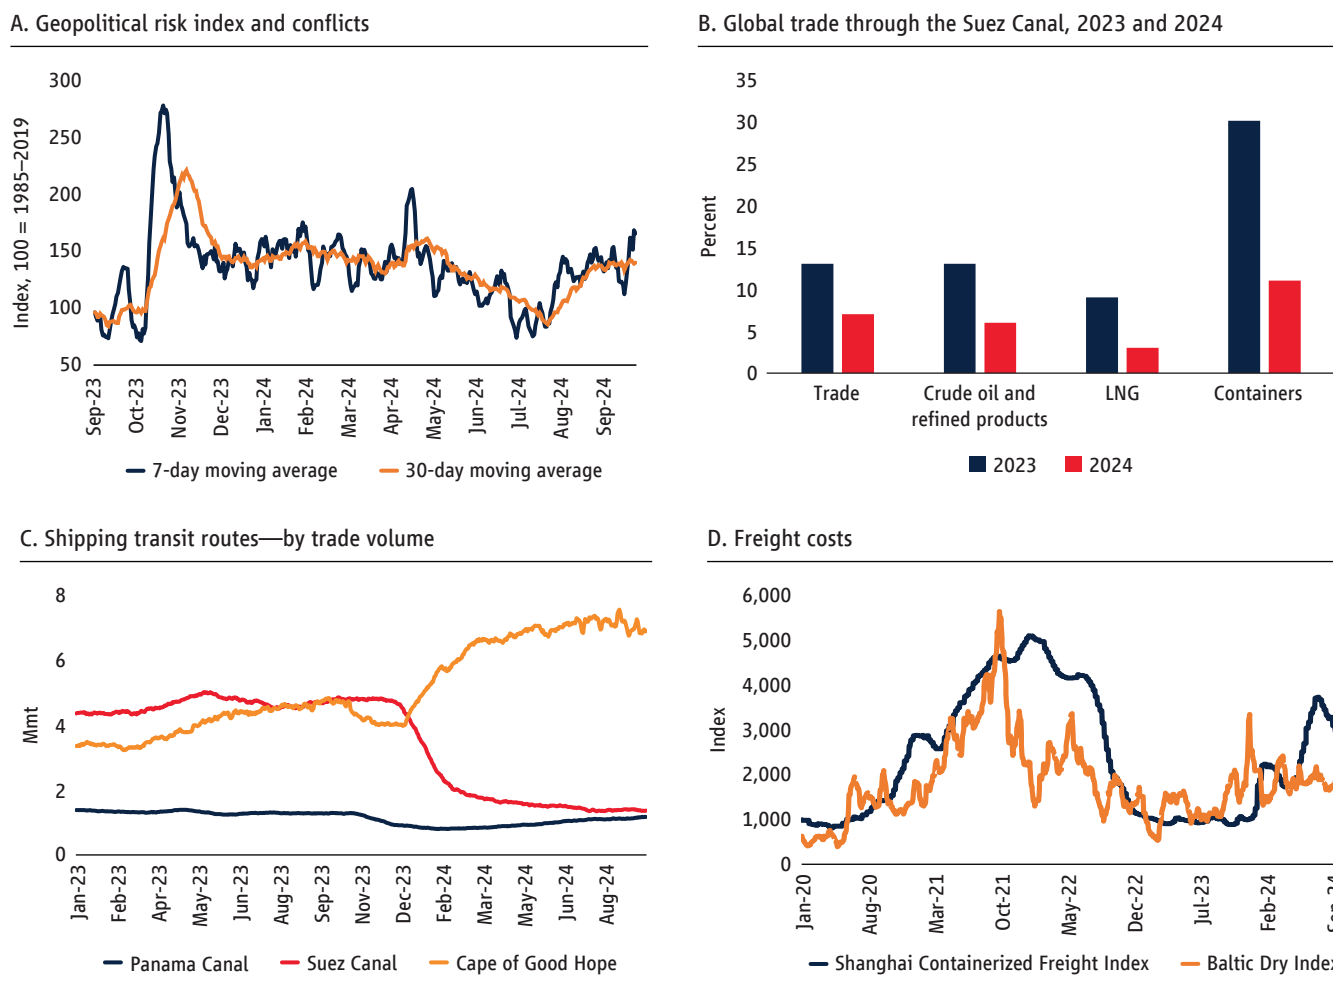 A. Geopolitical risk index and conflicts
Index, 100 = 1985–2019
300
250
200
150
100
50
Sep-23
Oct-23
Nov-23
Dec-23
Jan-24
Feb-24
Mar-24
Apr-24
May-24
Jun-24
Jul-24
Aug-24
Sep-24
7-day moving average
30-day moving average
B. Global trade through the Suez Canal, 2023 and 2024
Percent
35
30
25
20
15
10
5
0
Trade
Crude oil and
refined products
LNG
Containers
2023
2024
C. Shipping transit routes—by trade volume
Mmt
8
6
4
2
0
Jan-23
Feb-23
Apr-23
May-23
Jun-23
Aug-23
Sep-23
Nov-23
Dec-23
Feb-24
Mar-24
May-24
Jun-24
Aug-24
Panama Canal
Suez Canal
Cape of Good Hope
D. Freight costs
Index
6,000
5,000
4,000
3,000
2,000
1,000
0
Jan-20
Aug-20
Mar-21
Oct-21
May-22
Dec-22
Jul-23
Feb-24
Shanghai Containerized Freight Index
Baltic Dry Index